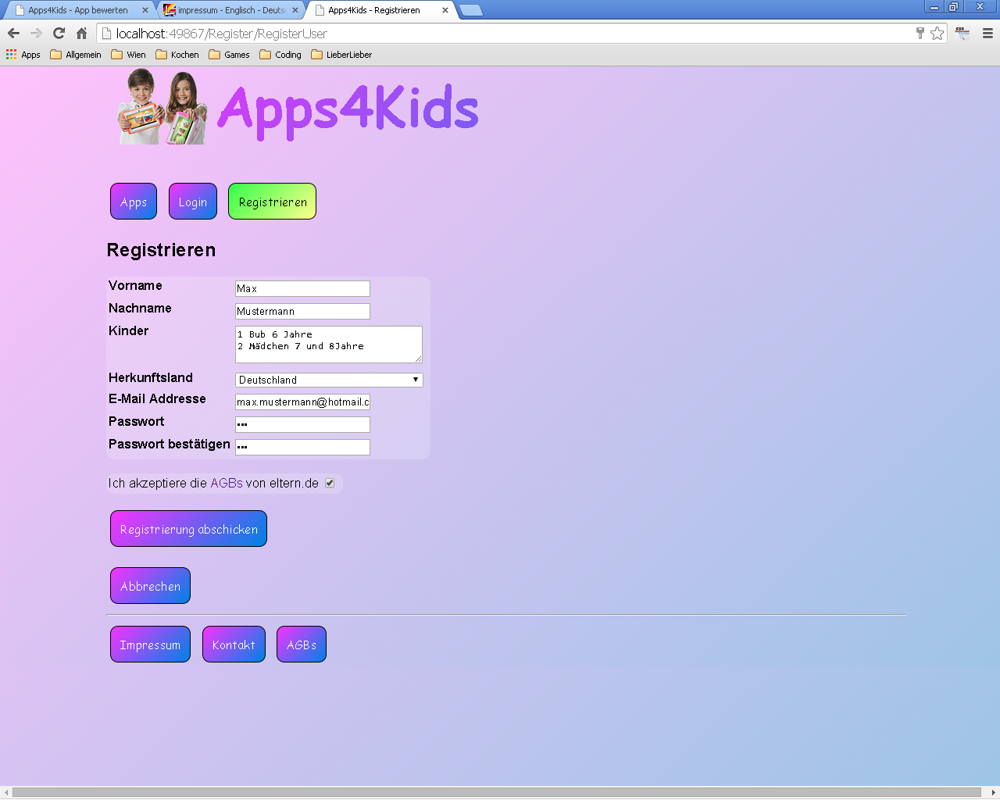 Apps4Kids - App bewerten
impressum - Englisch - Deuts
Apps4Kids - Registrieren
localhost:49867/Register/RegisterUser
Apps
Allgemein
Wien
Kochen
Games
Coding
LieberLieber
Apps4Kids
Apps
Login
Registrieren
Registrieren
Vorname
Max
Nachname
Mustermann
Kinder
1 Bub 6 Jahre
2 Mädchen 7 und 8Jahre
Herkunftsland
Deutschland
E-Mail Addresse
max.mustermann@hotmail.c
Passwort
•••
Passwort bestätigen
•••
Ich akzeptiere die AGBs von eltern.de
Registrierung abschicken
Abbrechen
Impressum
Kontakt
AGBs